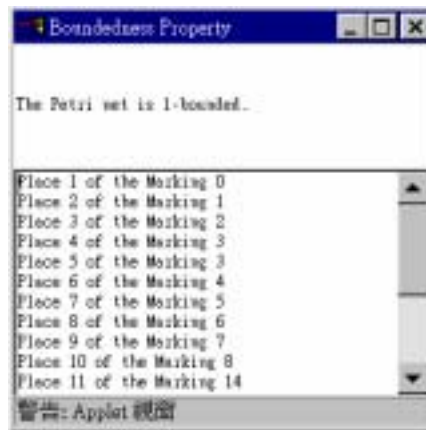 Boundedness Property
The Petri net is 1-bounded.
Place 1 of the Marking 0
Place 2 of the Marking 1
Place 3 of the Marking 2
Place 4 of the Marking 3
Place 5 of the Marking 3
Place 6 of the Marking 4
Place 7 of the Marking 5
Place 8 of the Marking 6
Place 9 of the Marking 7
Place 10 of the Marking 8
Place 11 of the Marking 14
警告: Applet 視窗